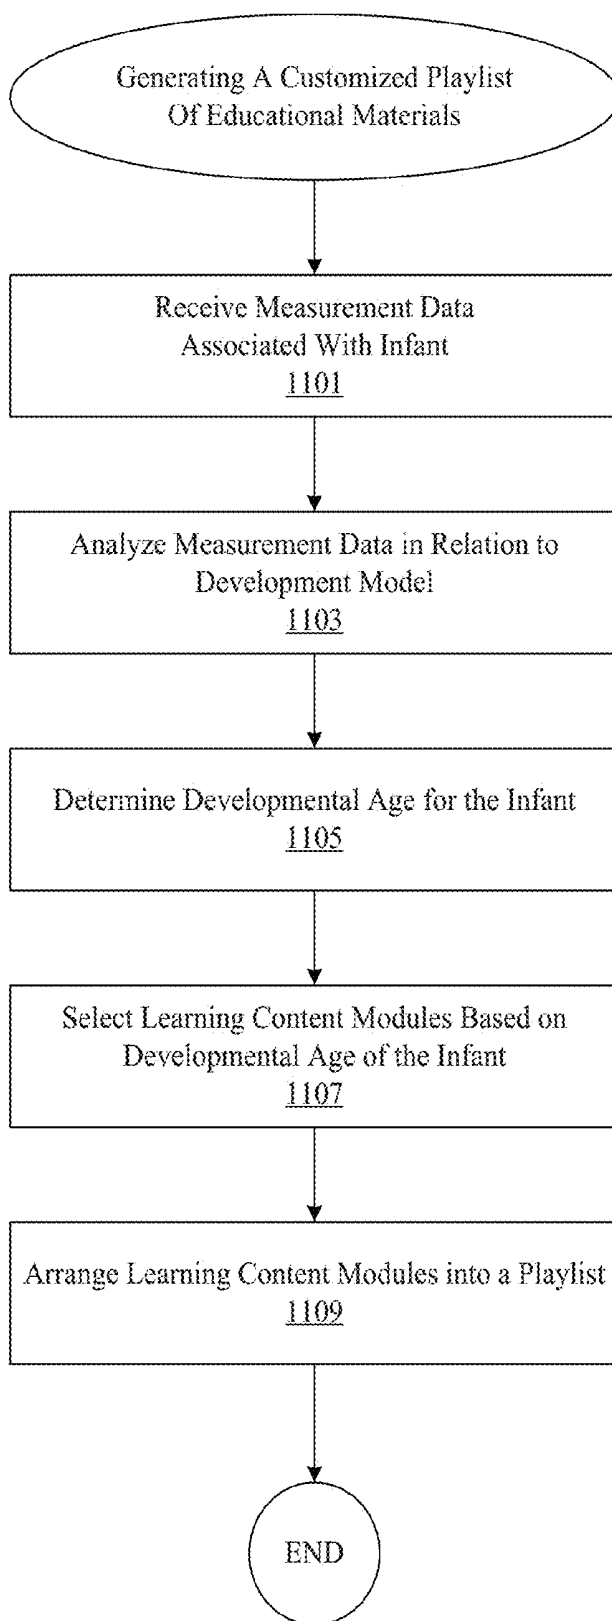 Generating A Customized Playlist
Of Educational Materials
Receive Measurement Data
Associated With Infant
1101
Analyze Measurement Data in Relation to
Development Model
1103
Determine Developmental Age for the Infant
1105
Select Learning Content Modules Based on
Developmental Age of the Infant
1107
Arrange Learning Content Modules into a Playlist
1109
END